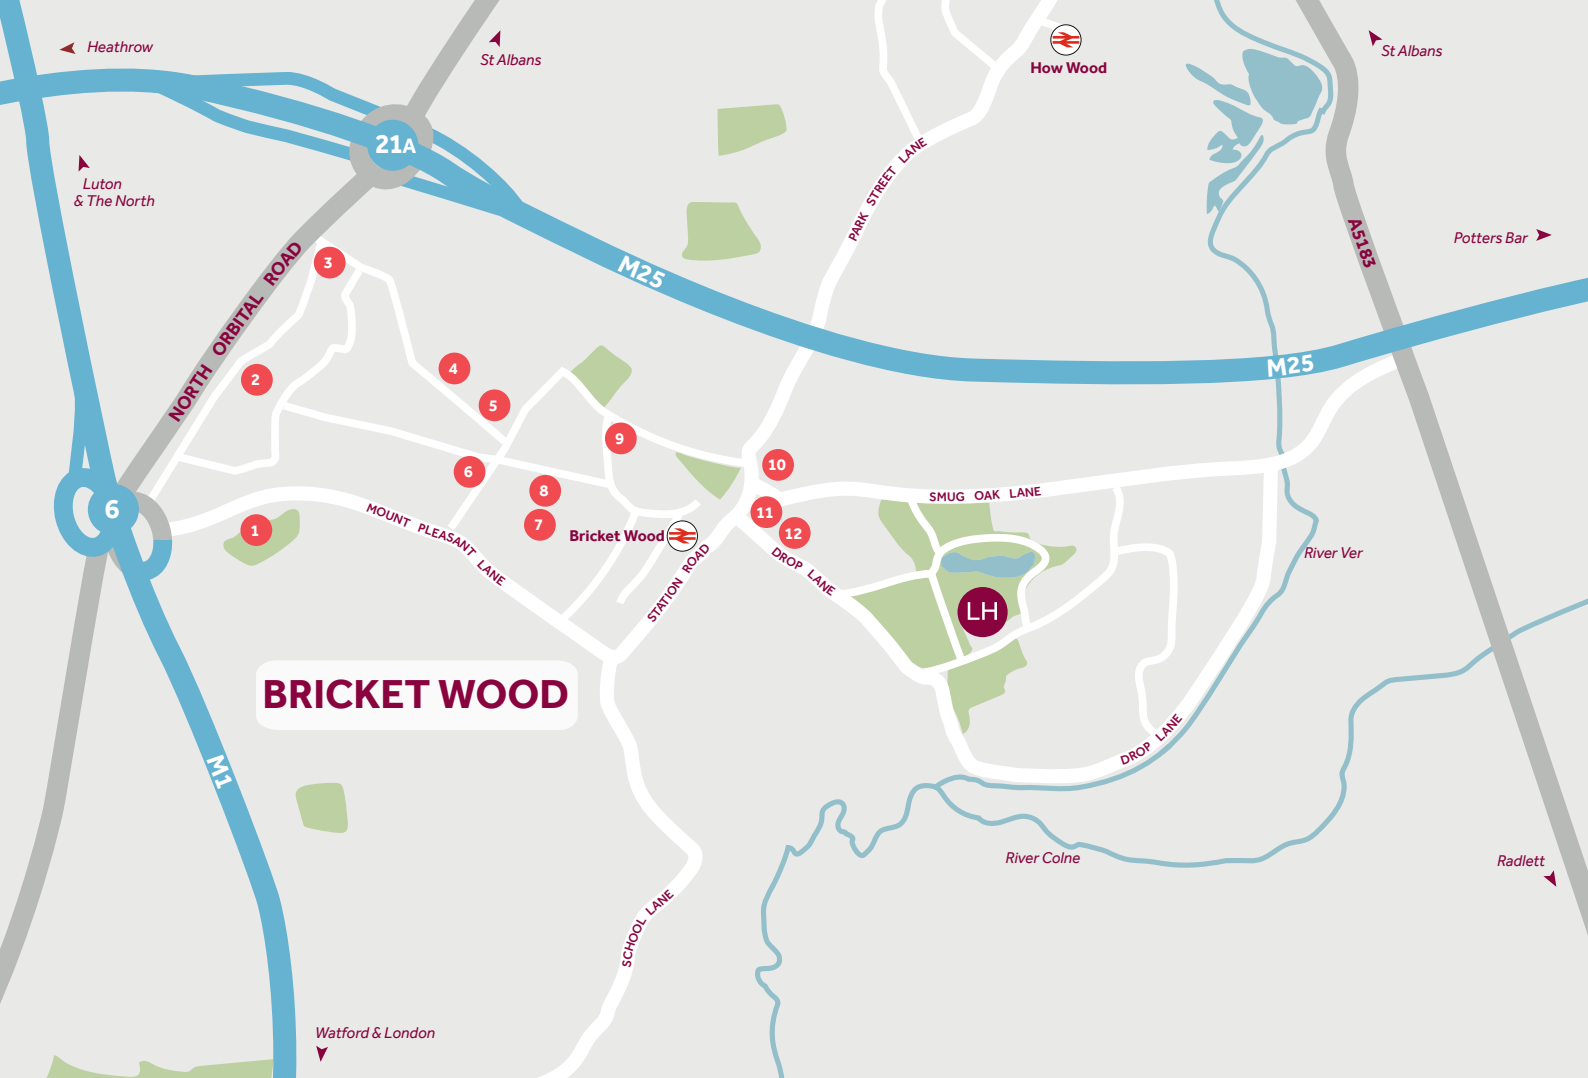 Heathrow
St Albans
How Wood
St Albans
21A
Luton
& The North
PARK STREET LANE
A5183
Potters Bar
NORTH ORBITAL ROAD
3
M25
M25
2
4
5
9
6
8
10
7
11
12
SMUG OAK LANE
6
1
MOUNT PLEASANT LANE
Bricket Wood
STATION ROAD
DROP LANE
River Ver
LH
BRICKET WOOD
M1
DROP LANE
River Colne
Radlett
SCHOOL LANE
Watford & London